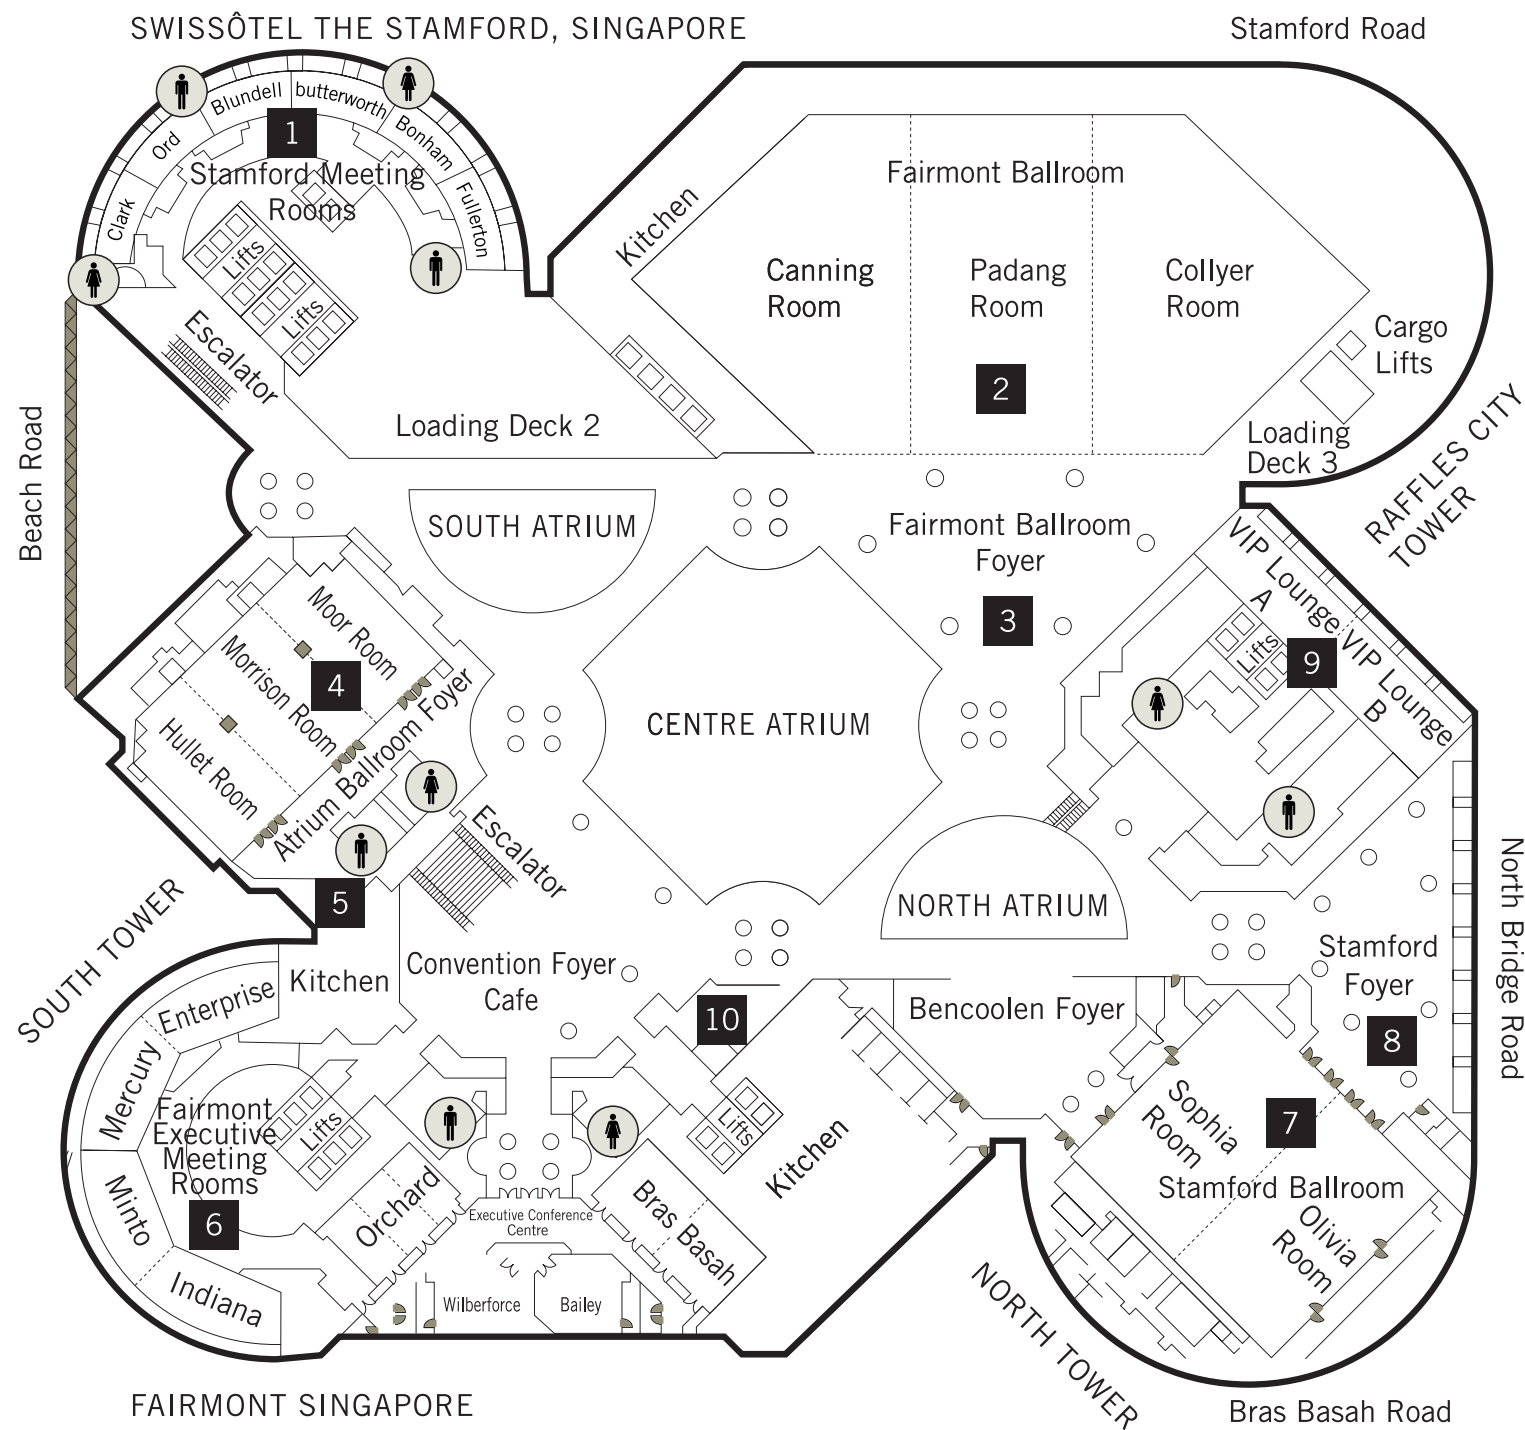 SWISSÔTEL THE STAMFORD, SINGAPORE
Stamford Road
Blundell
butterworth
Ord
Bonham
1
Stamford Meeting
Rooms
Clark
Fullerton
Lifts
Lifts
Escalator
Kitchen
Fairmont Ballroom
Canning
Room
Padang
Room
Collyer
Room
2
Cargo
Lifts
Loading
Deck 3
Loading Deck 2
Beach Road
RAFFLES CITY
TOWER
SOUTH ATRIUM
Fairmont Ballroom
Foyer
3
VIP Lounge
A
VIP Lounge
B
Lifts
9
Moor Room
Morrison Room
4
Hullet Room
Atrium Ballroom Foyer
CENTRE ATRIUM
Escalator
5
SOUTH TOWER
NORTH ATRIUM
North Bridge Road
Kitchen
Convention Foyer
Cafe
Stamford
Foyer
8
Enterprise
Mercury
10
Bencoolen Foyer
Fairmont
Executive
Meeting
Rooms
6
Lifts
Minto
Indiana
Orchard
Executive Conference
Centre
Bras Basah
Lifts
Kitchen
Wilberforce
Bailey
Sophia
Room
7
Stamford Ballroom
Olivia
Room
NORTH TOWER
FAIRMONT SINGAPORE
Bras Basah Road